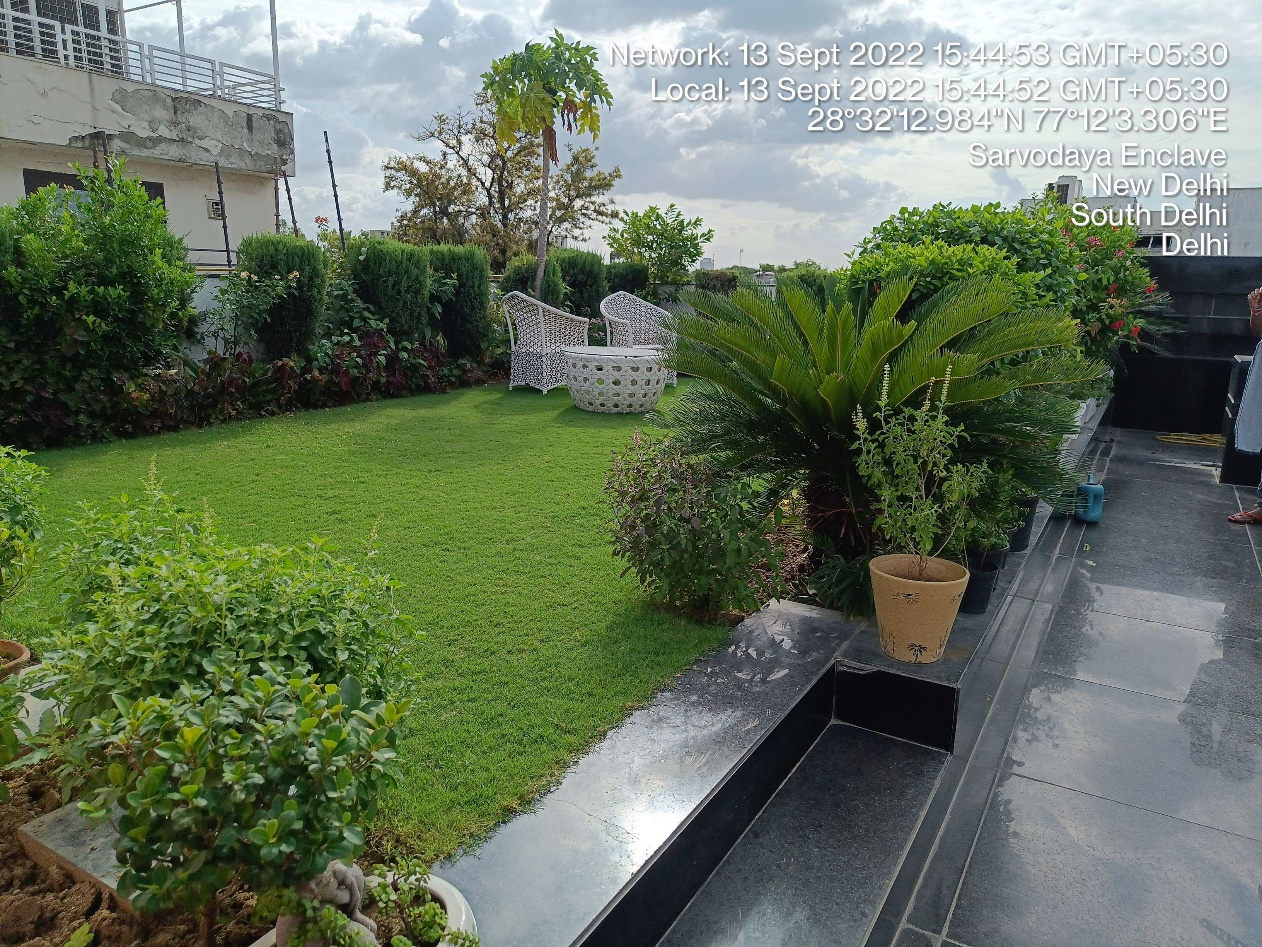 Network: 13 Sept 2022 15:44:53 GMT+05:30
Local: 13 Sept 2022 15:44:52 GMT+05:30
28°32'12.984"N 77°12'3.306"E
Sarvodaya Enclave
New Delhi
South Delhi
Delhi